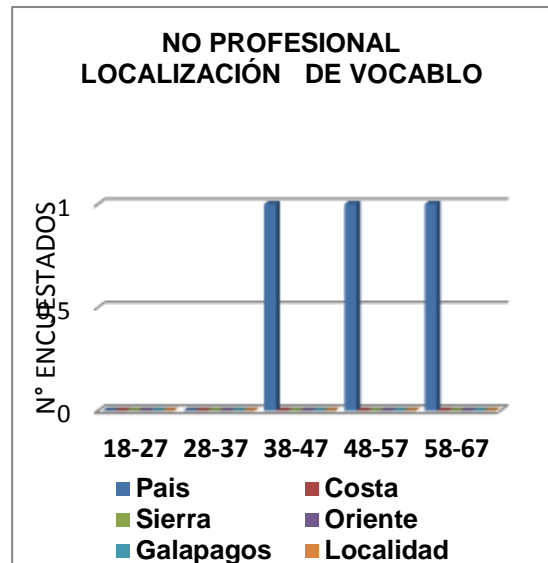 NO PROFESIONAL
LOCALIZACIÓN DE VOCABLO
N° ENCUESTADOS
1
0
18-27 28-37 38-47 48-57 58-67
Pais Costa
Sierra Oriente
Galapagos Localidad